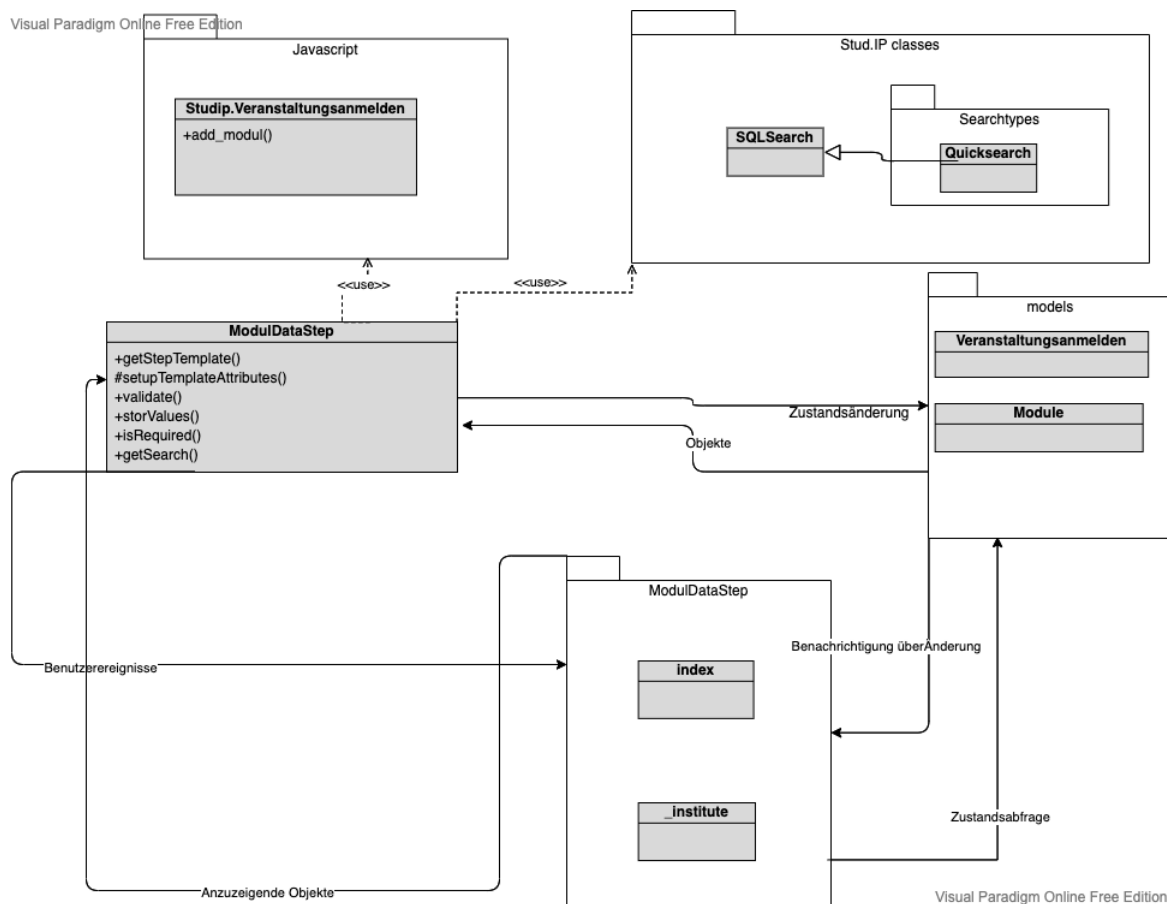 Visual Paradigm Online Free Edition
Javascript
Studip.Veranstaltungsanmelden
+add_modul()
Stud.IP classes
SQLSearch
Searchtypes
Quicksearch
<<use>>
<<use>>
ModulDataStep
+getStepTemplate()
#setupTemplateAttributes()
+validate()
+storValues()
+isRequired()
+getSearch()
models
Veranstaltungsanmelden
Module
Zustandsänderung
Objekte
ModulDataStep
index
_institute
Benutzerereignisse
Benachrichtigung überÄnderung
Zustandsabfrage
Anzuzeigende Objekte
Visual Paradigm Online Free Edition